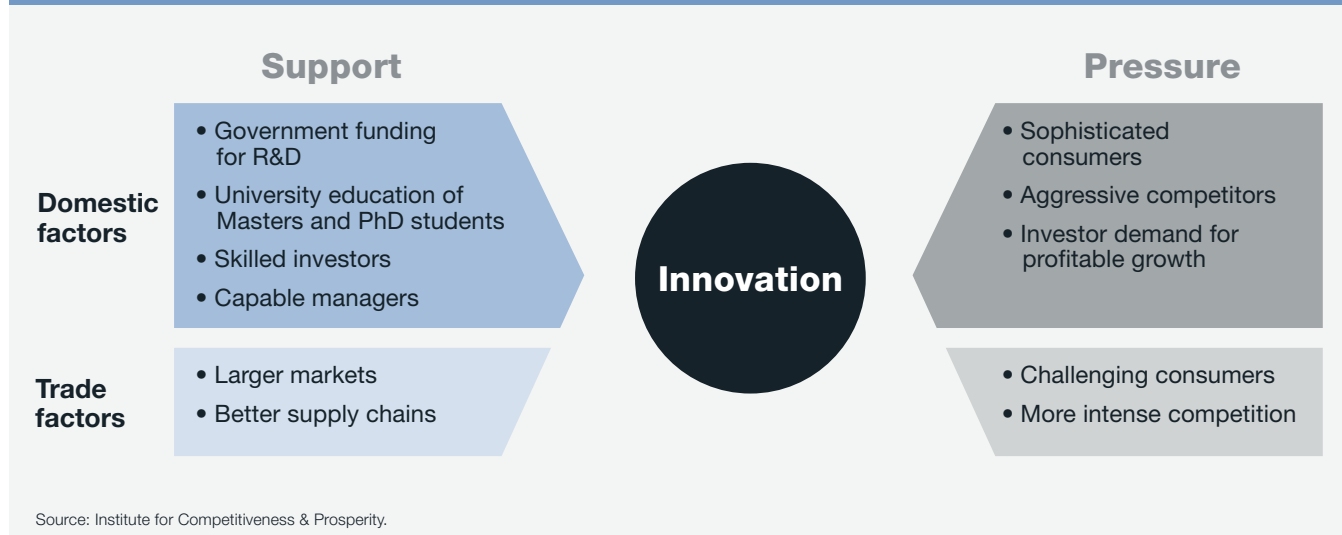 Support
Pressure
Domestic
factors
• Government funding
for R&D
• University education of
Masters and PhD students
• Skilled investors
• Capable managers
Innovation
• Sophisticated
consumers
• Aggressive competitors
• Investor demand for
profitable growth
Trade
factors
• Larger markets
• Better supply chains
• Challenging consumers
• More intense competition
Source: Institute for Competitiveness & Prosperity.